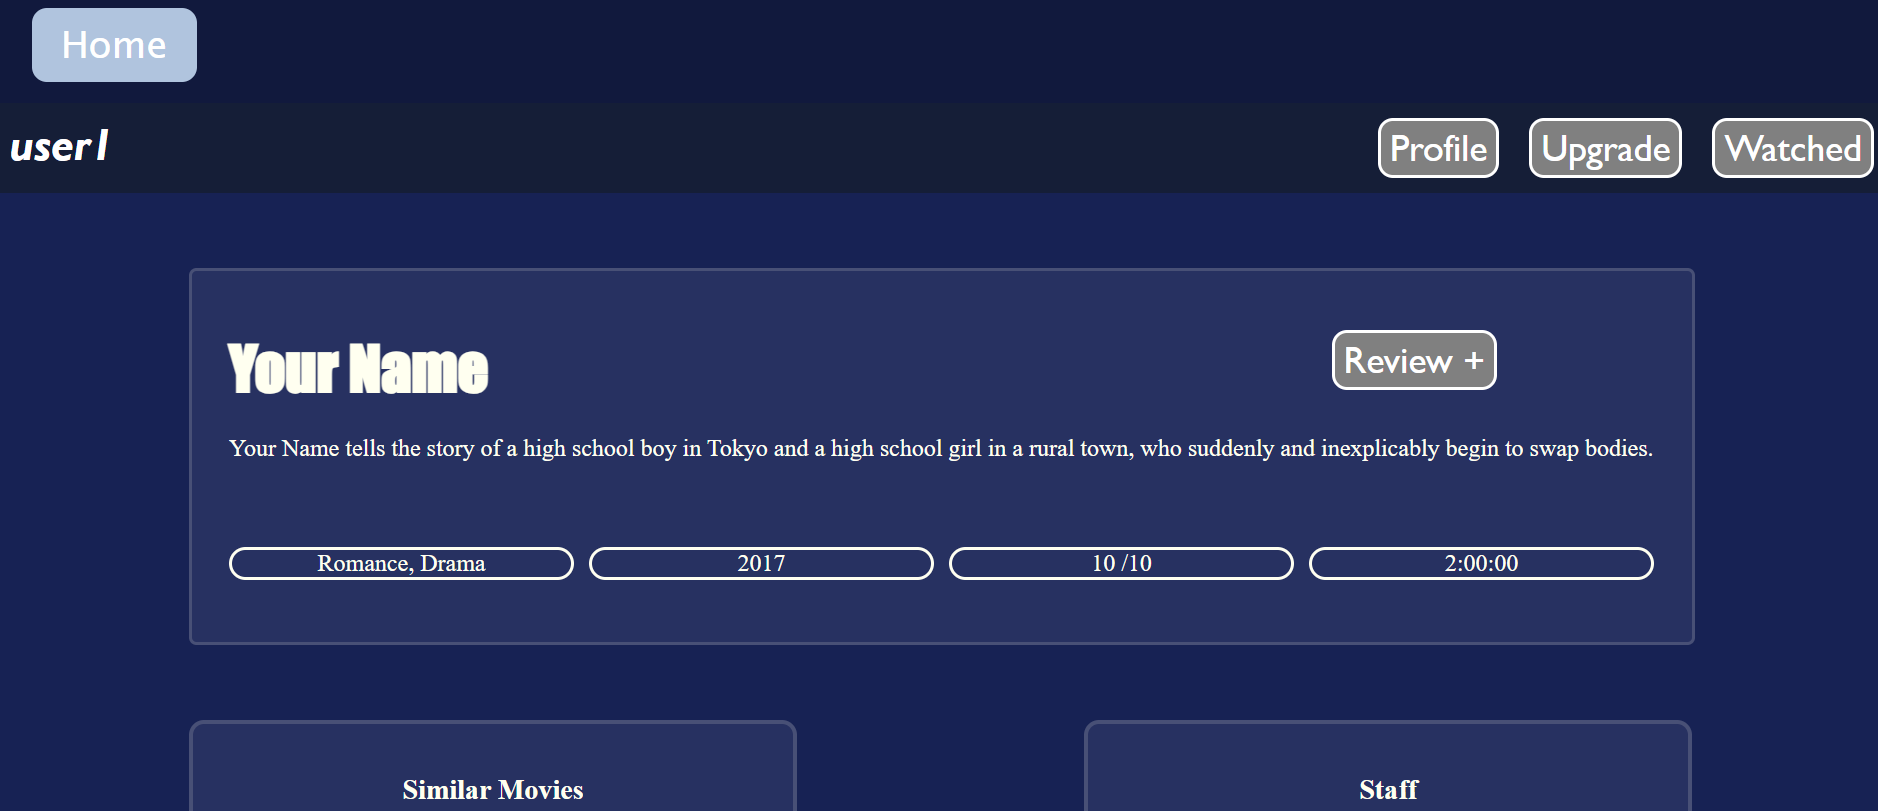 Home
user1
Profile
Upgrade
Watched
Your Name
Review +
Your Name tells the story of a high school boy in Tokyo and a high school girl in a rural town, who suddenly and inexplicably begin to swap bodies.
Romance, Drama
2017
10 /10
2:00:00
Similar Movies
Staff